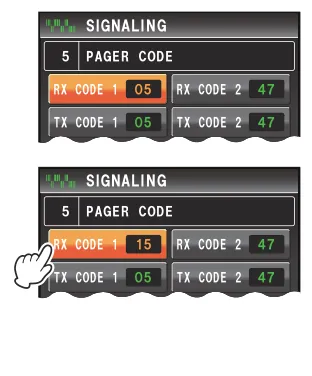 SIGNALING
5 PAGER CODE
RX CODE 1 05 RX CODE 2 47
TX CODE 1 05 TX CODE 2 47
SIGNALING
5 PAGER CODE
RX CODE 1 15 RX CODE 2 47
TX CODE 1 05 TX CODE 2 47